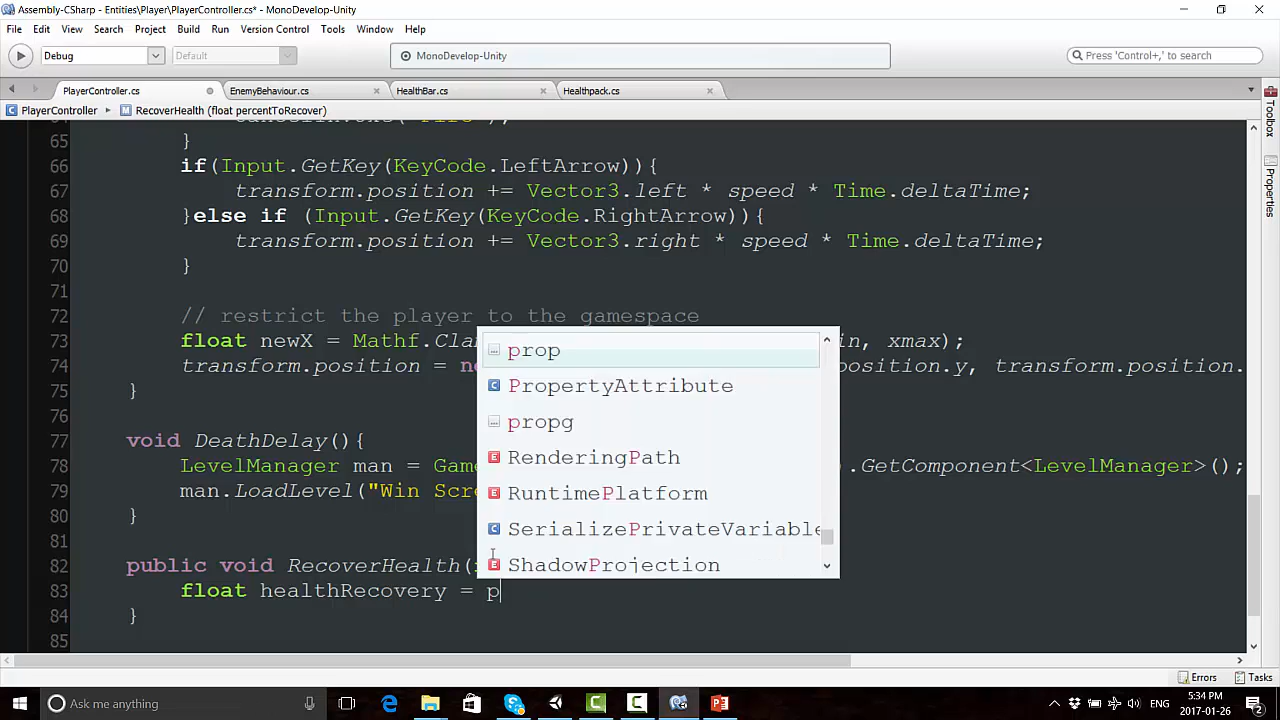 Assembly-CSharp - Entities\Player\PlayerController.cs* - MonoDevelop-Unity
File Edit View Search Project Build Run Version Control Tools Window Help
Debug Default MonoDevelop-Unity Press 'Control+,' to search
PlayerController.cs EnemyBehaviour.cs HealthBar.cs Healthpack.cs
PlayerController RecoverHealth (float percentToRecover)
65 }
66 if(Input.GetKey(KeyCode.LeftArrow)){
67 transform.position += Vector3.left * speed * Time.deltaTime;
68 }else if (Input.GetKey(KeyCode.RightArrow)){
69 transform.position += Vector3.right * speed * Time.deltaTime;
70 }
71
72 // restrict the player to the gamespace
73 float newX = Mathf.Cla in, xmax);
74 transform.position = ne position.y, transform.position.
75 }
76
77 void DeathDelay(){
78 LevelManager man = Game ).GetComponent<LevelManager>();
79 man.LoadLevel("Win Scr
80 }
81
82 public void RecoverHealth(
83 float healthRecovery = p
84 }
85
prop
PropertyAttribute
propg
RenderingPath
RuntimePlatform
SerializePrivateVariable
ShadowProjection
Toolbox
Properties
Errors Tasks
Ask me anything
ENG
5:34 PM
2017-01-26
2